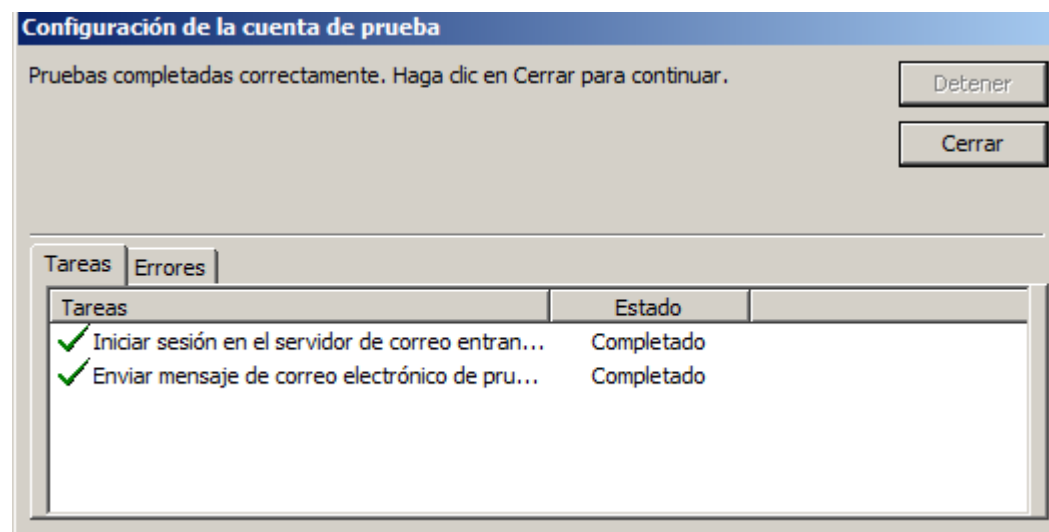 Configuración de la cuenta de prueba
Pruebas completadas correctamente. Haga clic en Cerrar para continuar.
Detener
Cerrar
Tareas Errores
Tareas Estado
Iniciar sesión en el servidor de correo entran... Completado
Enviar mensaje de correo electrónico de pru... Completado